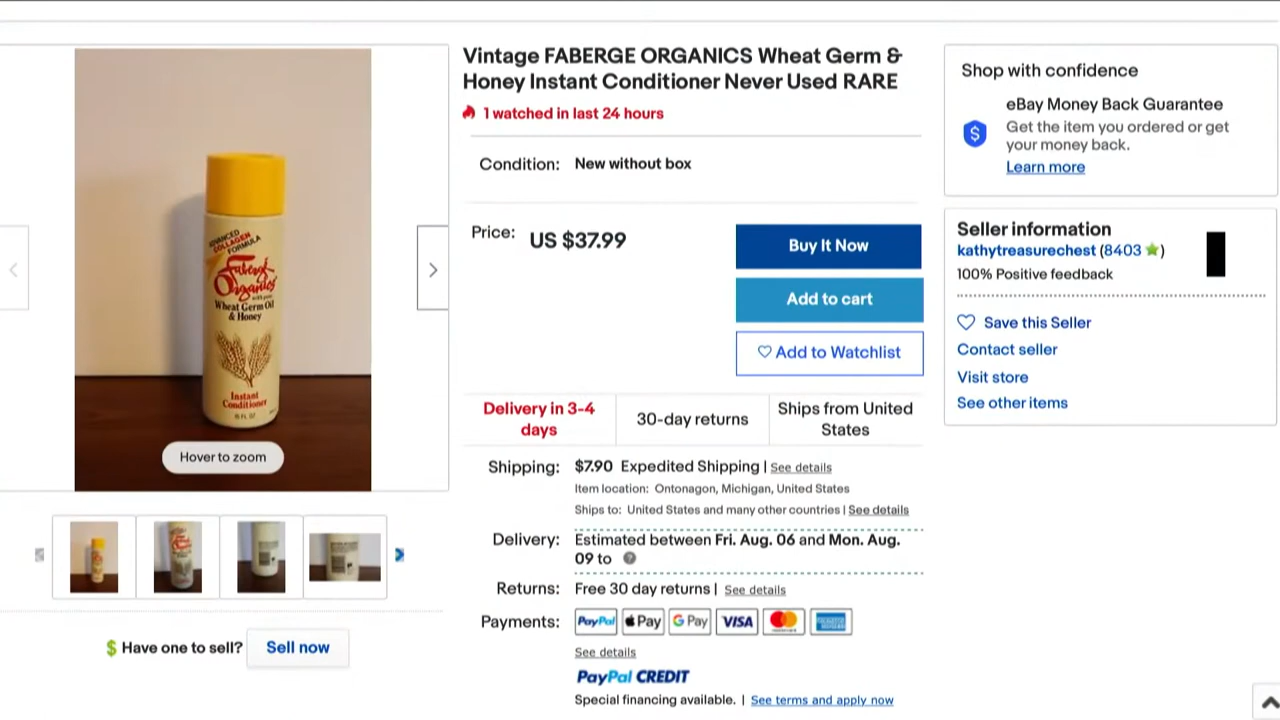 Vintage FABERGE ORGANICS Wheat Germ &
Honey Instant Conditioner Never Used RARE
1 watched in last 24 hours
Condition: New without box
Price: US $37.99
Buy It Now
Add to cart
Add to Watchlist
Delivery in 3-4
days
30-day returns
Ships from United
States
Shipping: $7.90 Expedited Shipping | See details
Item location: Ontonagon, Michigan, United States
Ships to: United States and many other countries | See details
Delivery: Estimated between Fri. Aug. 06 and Mon. Aug.
09 to ?
Returns: Free 30 day returns | See details
Payments: PayPal Pay G Pay VISA
See details
PayPal CREDIT
Special financing available. | See terms and apply now
ADVANCED
COLLAGEN
FORMULA
Fabergé
Organics
Wheat Germ Oil
& Honey
Instant
Conditioner
15 FL OZ
Hover to zoom
$ Have one to sell? Sell now
Shop with confidence
$
eBay Money Back Guarantee
Get the item you ordered or get
your money back.
Learn more
Seller information
kathytreasurechest (8403)
100% Positive feedback
Save this Seller
Contact seller
Visit store
See other items